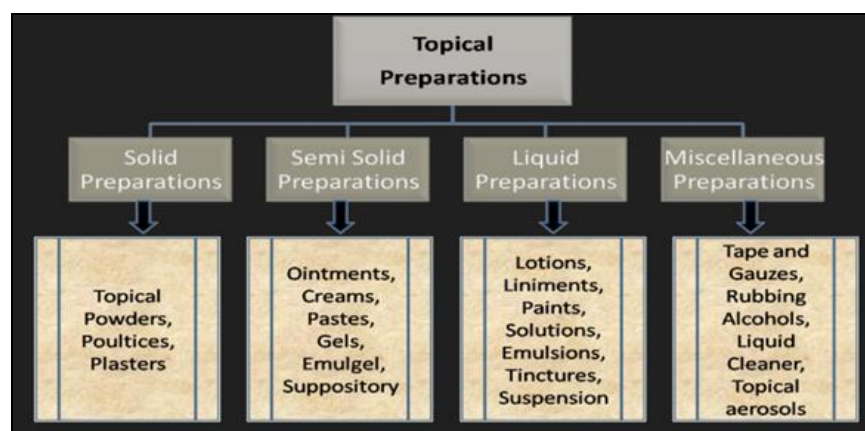 Topical
Preparations
Solid
Preparations
Semi Solid
Preparations
Liquid
Preparations
Miscellaneous
Preparations
Topical
Powders,
Poultices,
Plasters
Ointments,
Creams,
Pastes,
Gels,
Emulgel,
Suppository
Lotions,
Liniments,
Paints,
Solutions,
Emulsions,
Tinctures,
Suspension
Tape and
Gauzes,
Rubbing
Alcohols,
Liquid
Cleaner,
Topical
aerosols